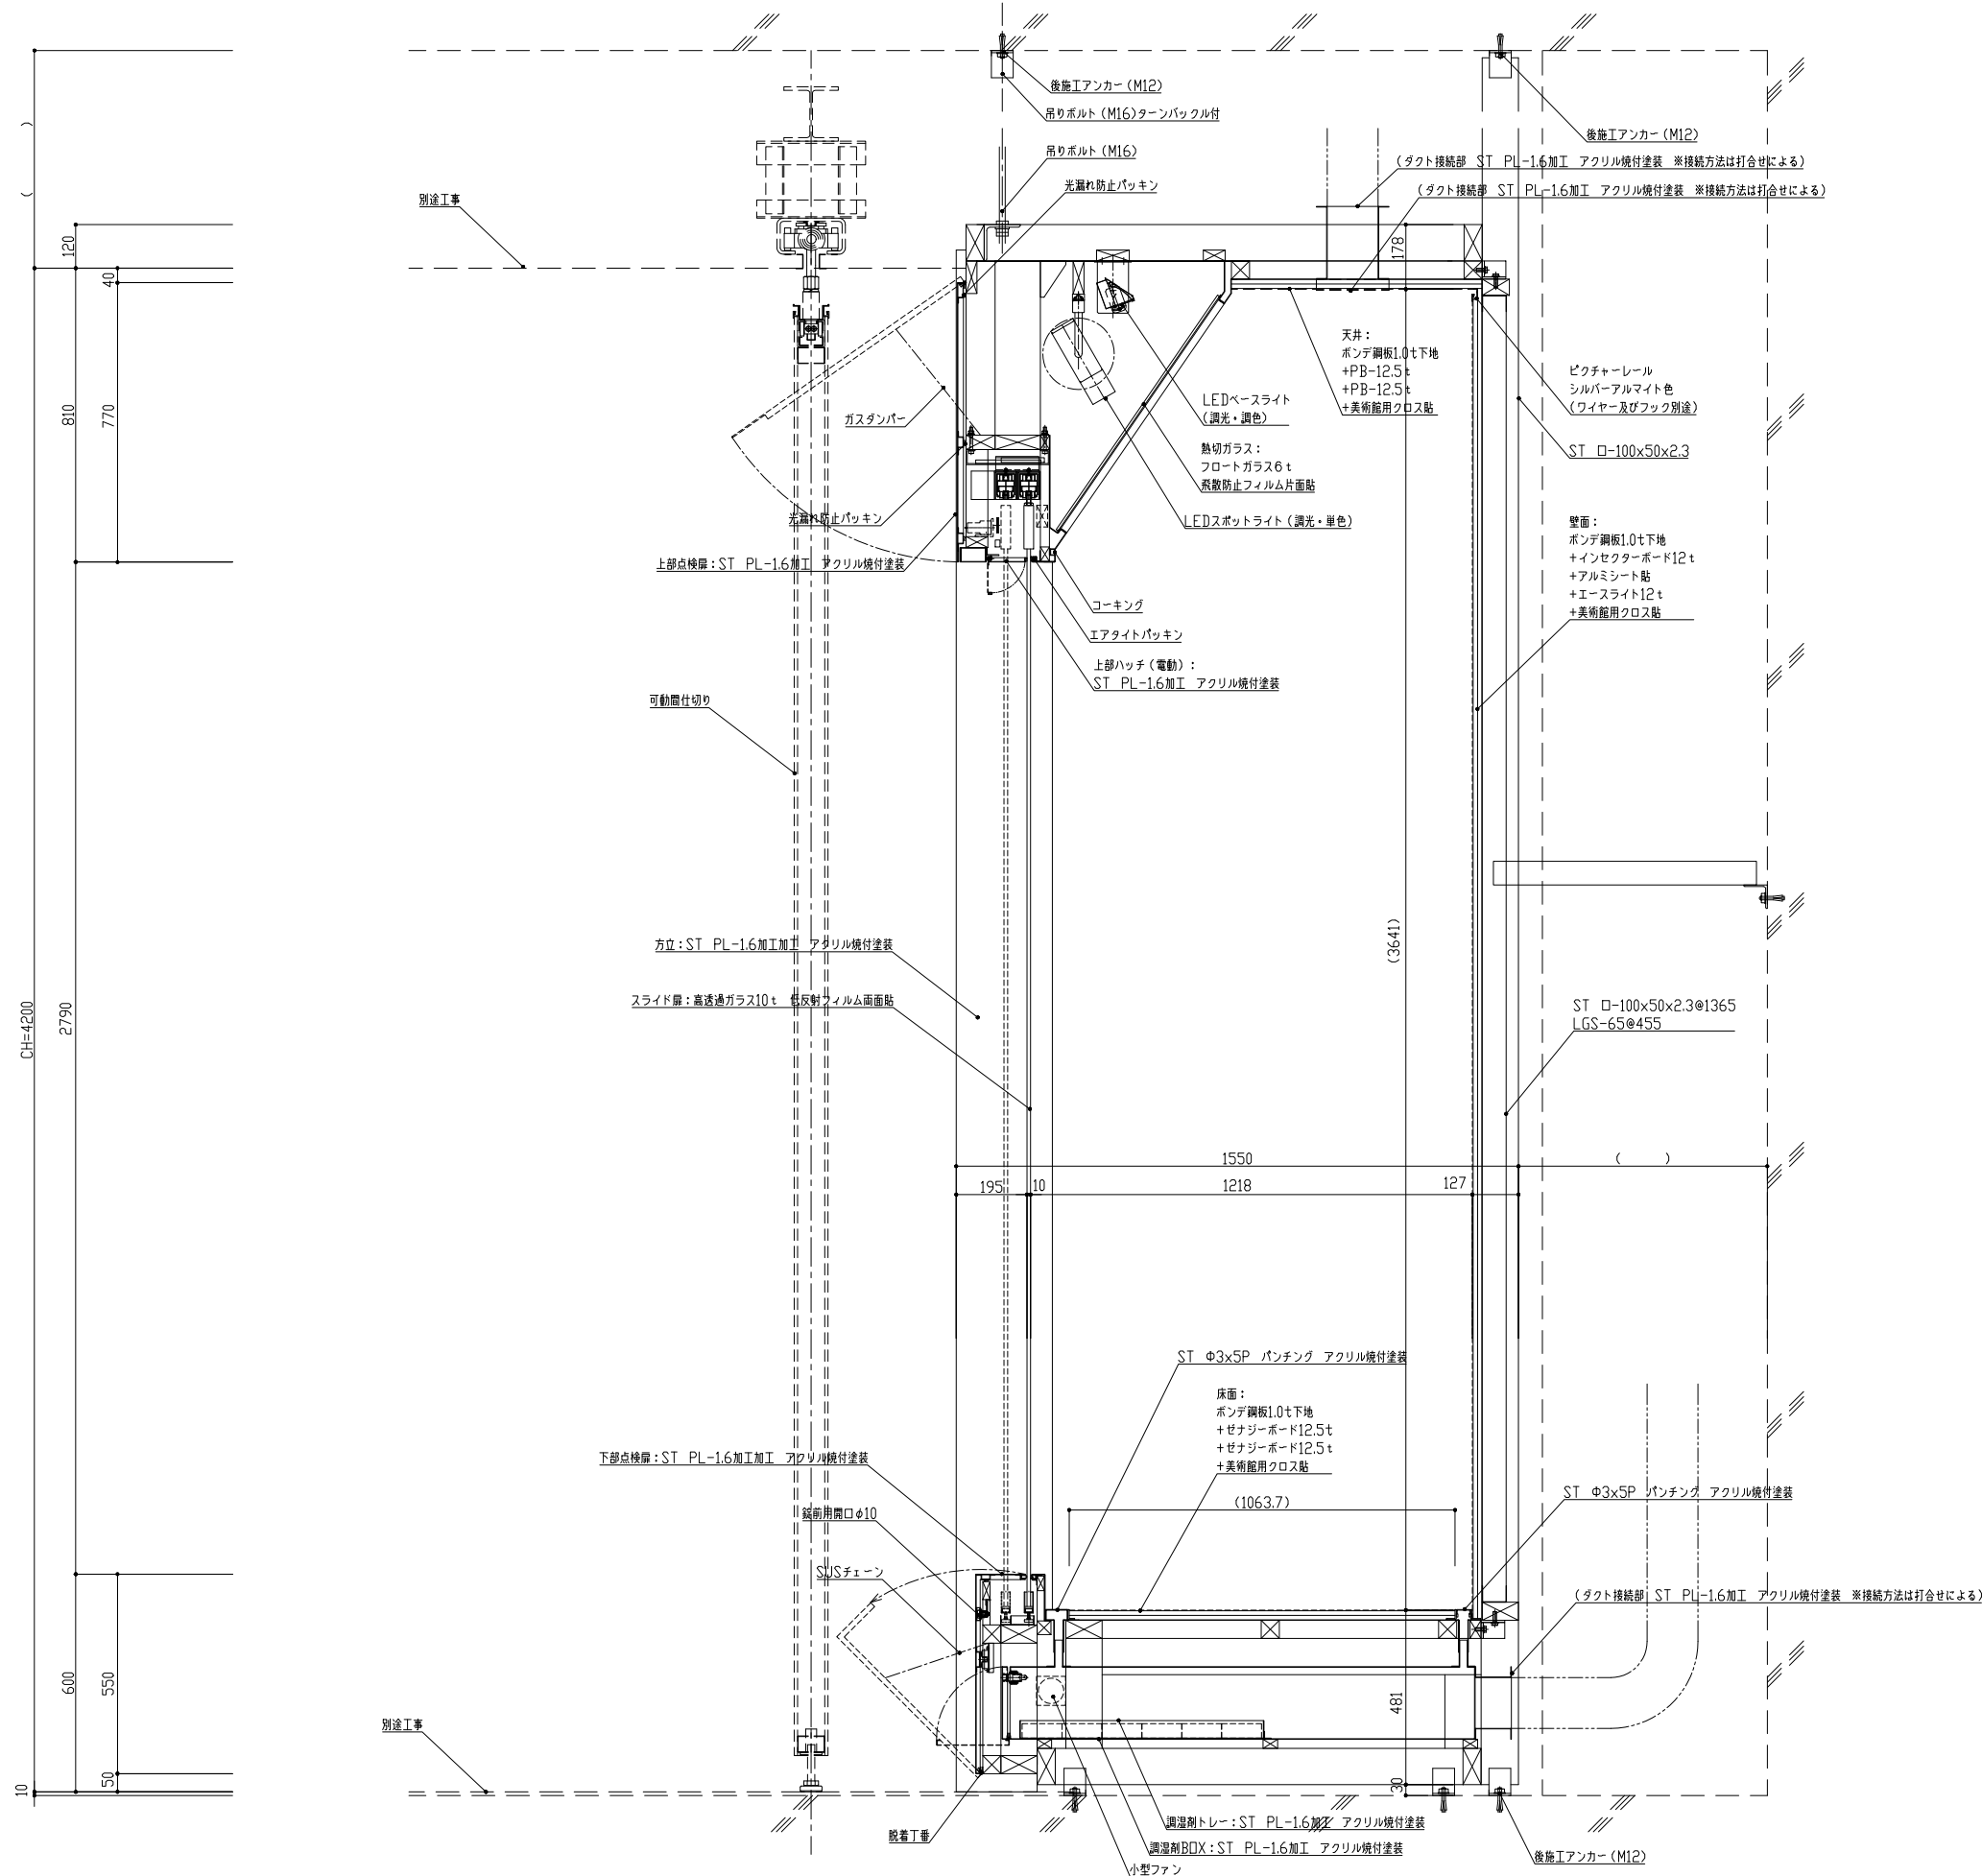 後施工アンカー(M12)
吊りボルト(M16)ターンバックル付
後施工アンカー(M12)
吊りボルト(M16)
(ダクト接続部 ST PL-1.6加工 アクリル焼付塗装 ※接続方法は打合せによる)
光漏れ防止パッキン
(ダクト接続部 ST PL-1.6加工 アクリル焼付塗装 ※接続方法は打合せによる)
別途工事
( )
120
178
40
天井：
ボンデ鋼板1.0t下地
+PB-12.5t
+PB-12.5t
+美術館用クロス貼
ピクチャーレール
シルバーアルマイト色
(ワイヤー及びフック別途)
810
770
ガスダンパー
LEDベースライト
(調光・調色)
熱切ガラス：
フロートガラス6t
飛散防止フィルム片面貼
ST ロ-100x50x2.3
光漏れ防止パッキン
LEDスポットライト(調光・単色)
壁面：
ボンデ鋼板1.0t下地
+インセクターボード12t
+アルミシート貼
+エースライト12t
+美術館用クロス貼
上部点検扉：ST PL-1.6加工 アクリル焼付塗装
コーキング
エアタイトパッキン
上部ハッチ(電動)：
ST PL-1.6加工 アクリル焼付塗装
可動間仕切り
(3641)
方立：ST PL-1.6加工加工 アクリル焼付塗装
スライド扉：高透過ガラス10t 低反射フィルム両面貼
CH=4200
2790
ST ロ-100x50x2.3@1365
LGS-65@455
1550
( )
195
10
1218
127
ST Φ3x5P パンチング アクリル焼付塗装
床面：
ボンデ鋼板1.0t下地
+ゼナジーボード12.5t
+ゼナジーボード12.5t
+美術館用クロス貼
下部点検扉：ST PL-1.6加工加工 アクリル焼付塗装
(1063.7)
ST Φ3x5P パンチング アクリル焼付塗装
錠前用開口φ10
SUSチェーン
(ダクト接続部 ST PL-1.6加工 アクリル焼付塗装 ※接続方法は打合せによる)
600
550
481
別途工事
10
50
30
調湿剤トレー：ST PL-1.6加工 アクリル焼付塗装
脱着丁番
調湿剤BOX：ST PL-1.6加工 アクリル焼付塗装
後施工アンカー(M12)
小型ファン